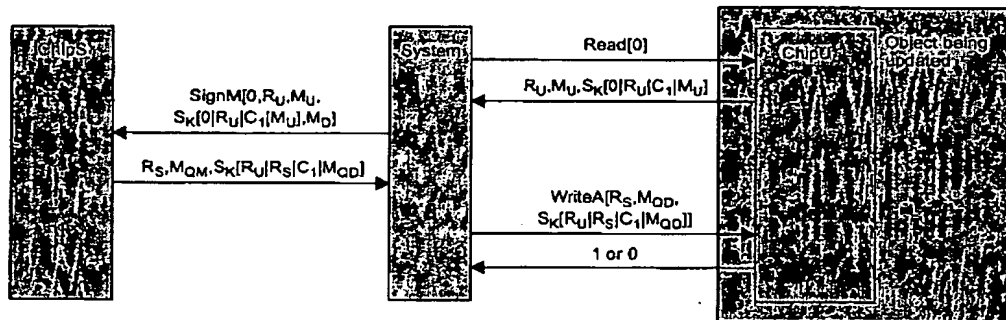 ChipS
System
ChipU
Object being
updated
Read[0]
R_U,M_U,S_K[0|R_U|C_1|M_U]
SignM[0,R_U,M_U,
S_K[0|R_U|C_1|M_U],M_D]
R_S,M_QM,S_K[R_U|R_S|C_1|M_QD]
WriteA[R_S,M_QD,
S_K[R_U|R_S|C_1|M_QD]]
1 or 0